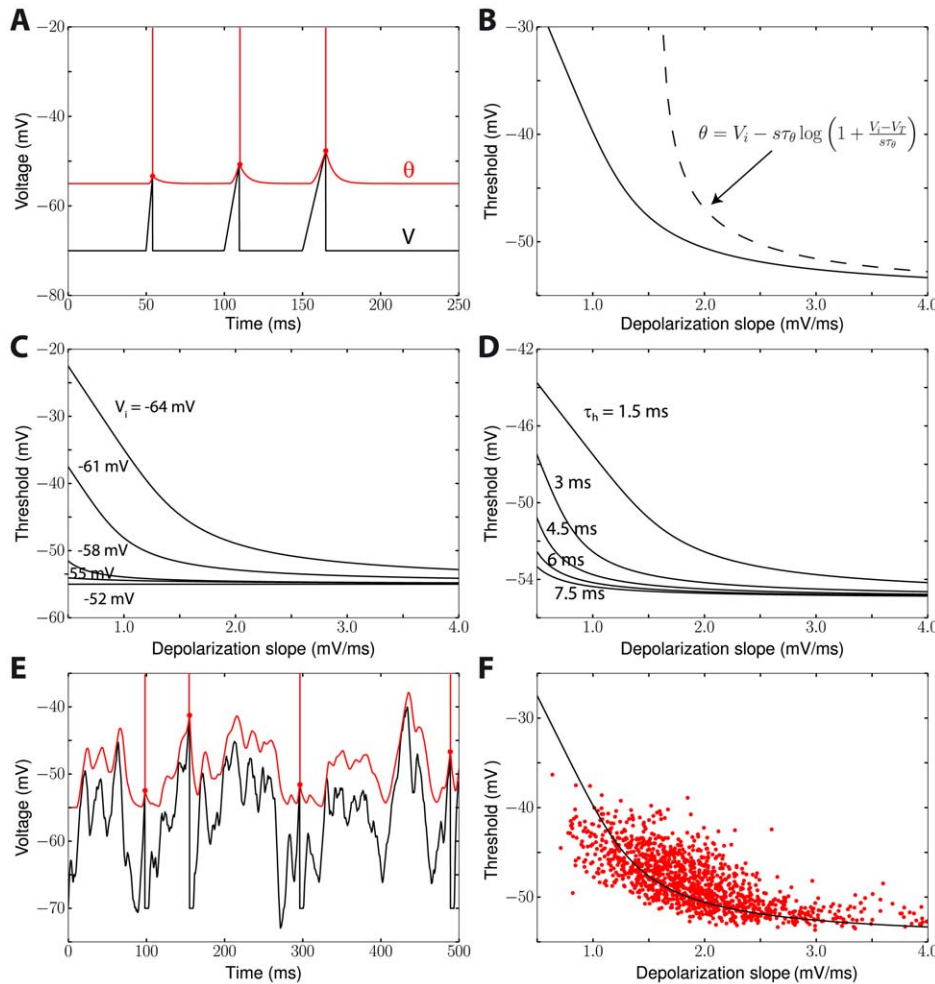 A
−20
−40
−60
−80
Voltage (mV)
θ
V
0 50 100 150 200 250
Time (ms)
B
−30
−40
−50
Threshold (mV)
θ = V_i − sτ_θ log (1 + (V_i−V_T)/(sτ_θ))
1.0 2.0 3.0 4.0
Depolarization slope (mV/ms)
C
−20
−30
−40
−50
−60
Threshold (mV)
V_i = -64 mV
-61 mV
-58 mV
55 mV
-52 mV
1.0 2.0 3.0 4.0
Depolarization slope (mV/ms)
D
−42
−46
−50
−54
Threshold (mV)
τ_h = 1.5 ms
3 ms
4.5 ms
6 ms
7.5 ms
1.0 2.0 3.0 4.0
Depolarization slope (mV/ms)
E
−40
−50
−60
−70
Voltage (mV)
0 100 200 300 400 500
Time (ms)
F
−30
−40
−50
Threshold (mV)
1.0 2.0 3.0 4.0
Depolarization slope (mV/ms)